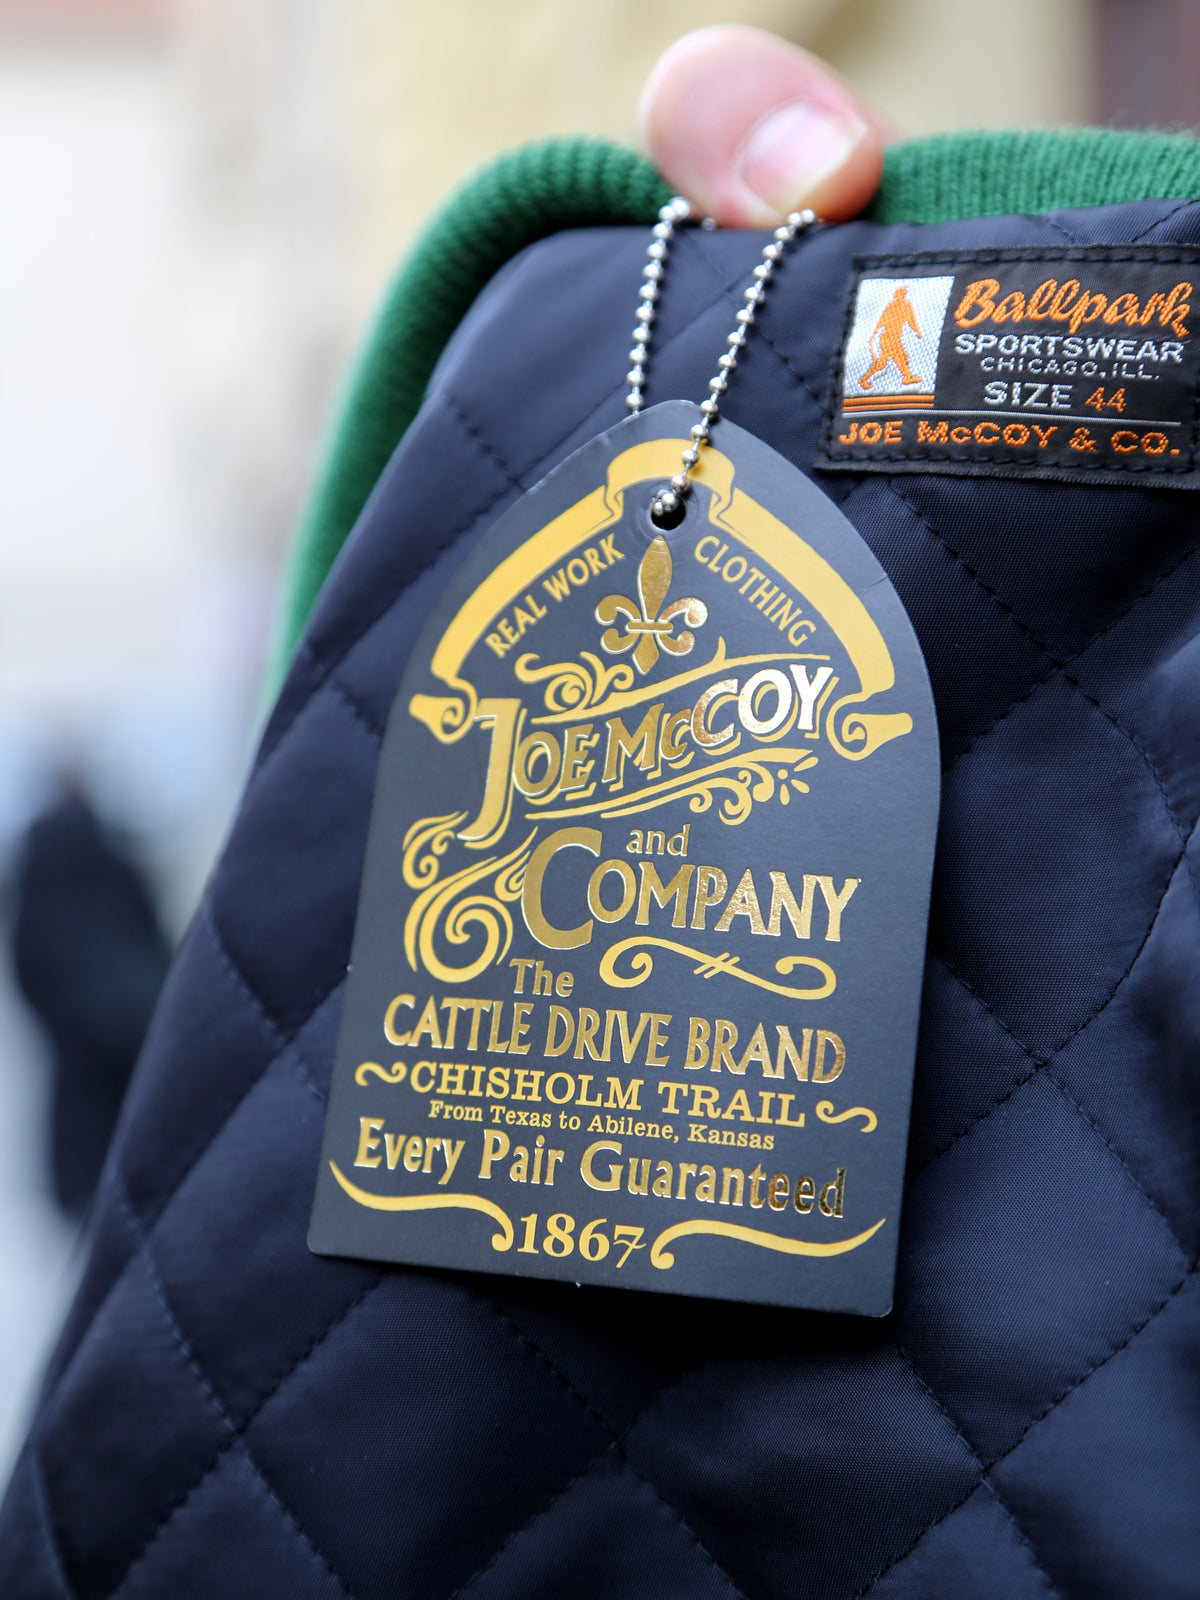 Ballpark
SPORTSWEAR
CHICAGO, ILL.
SIZE 44
JOE McCOY & CO.
REAL WORK CLOTHING
JOE McCOY
and
COMPANY
The
CATTLE DRIVE BRAND
CHISHOLM TRAIL
From Texas to Abilene, Kansas
Every Pair Guaranteed
1867